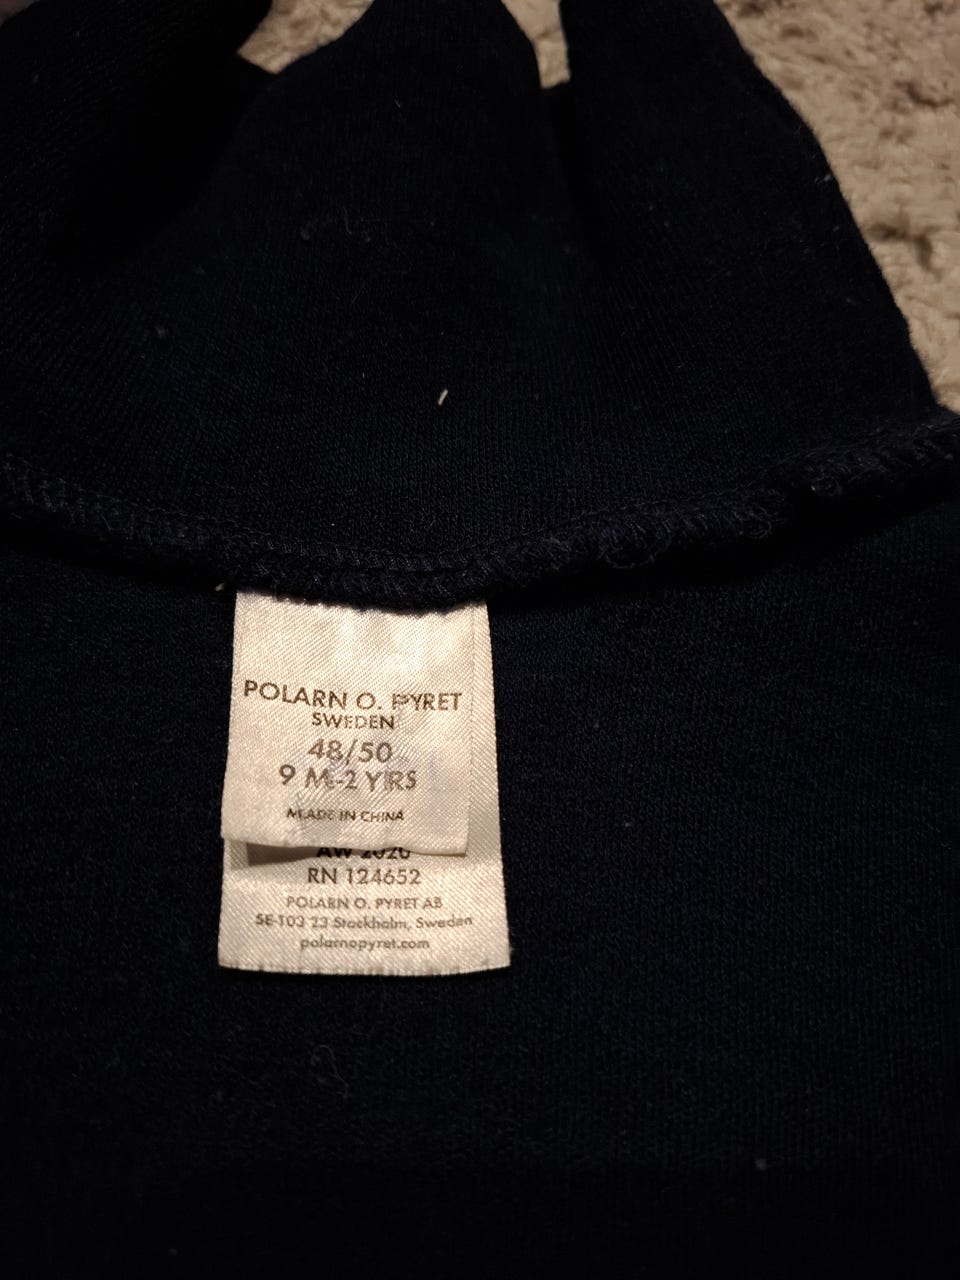 POLARN O. PYRET
SWEDEN
48/50
9 M-2 YRS
MADE IN CHINA
AW 2020
RN 124652
POLARN O. PYRET AB
SE-103 23 Stockholm, Sweden
polarnopyret.com